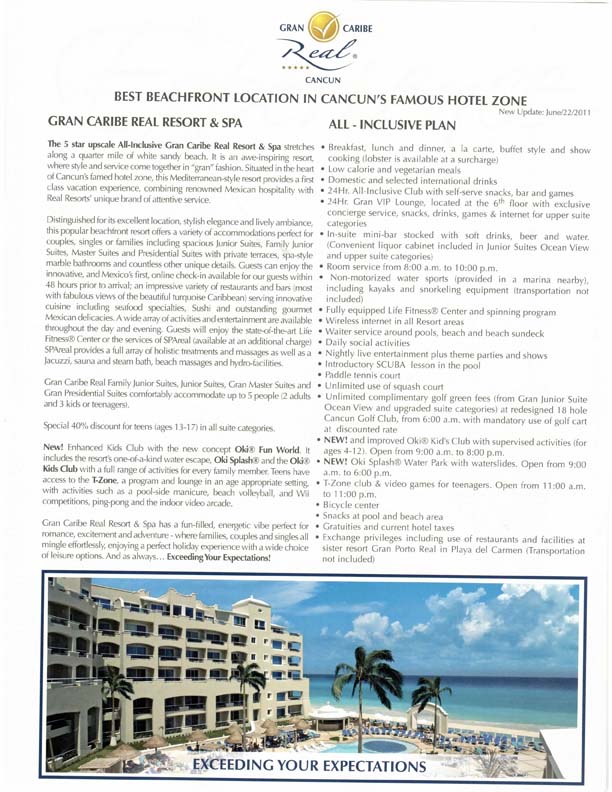 GRAN CARIBE
Real®
CANCUN
BEST BEACHFRONT LOCATION IN CANCUN'S FAMOUS HOTEL ZONE
New Update: June/22/2011
GRAN CARIBE REAL RESORT & SPA
The 5 star upscale All-Inclusive Gran Caribe Real Resort & Spa stretches
along a quarter mile of white sandy beach. It is an awe-inspiring resort,
where style and service come together in "gran" fashion. Situated in the heart
of Cancun's famed hotel zone, this Mediterranean-style resort provides a first
class vacation experience, combining renowned Mexican hospitality with
Real Resorts' unique brand of attentive service.
Distinguished for its excellent location, stylish elegance and lively ambiance,
this popular beachfront resort offers a variety of accommodations perfect for
couples, singles or families including spacious Junior Suites, Family Junior
Suites, Master Suites and Presidential Suites with private terraces, spa-style
marble bathrooms and countless other unique details. Guests can enjoy the
innovative, and Mexico's first, online check-in available for our guests within
48 hours prior to arrival; an impressive variety of restaurants and bars (most
with fabulous views of the beautiful turquoise Caribbean) serving innovative
cuisine including seafood specialties, Sushi and outstanding gourmet
Mexican delicacies. A wide array of activities and entertainment are available
throughout the day and evening. Guests will enjoy the state-of-the-art Life
Fitness® Center or the services of SPAreal (available at an additional charge)
SPAreal provides a full array of holistic treatments and massages as well as a
Jacuzzi, sauna and steam bath, beach massages and hydro-facilities.
Gran Caribe Real Family Junior Suites, Junior Suites, Gran Master Suites and
Gran Presidential Suites comfortably accommodate up to 5 people (2 adults
and 3 kids or teenagers).
Special 40% discount for teens (ages 13-17) in all suite categories.
New! Enhanced Kids Club with the new concept Oki® Fun World. It
includes the resort's one-of-a-kind water escape, Oki Splash® and the Oki®
Kids Club with a full range of activities for every family member. Teens have
access to the T-Zone, a program and lounge in an age appropriate setting,
with activities such as a pool-side manicure, beach volleyball, and Wii
competitions, ping-pong and the indoor video arcade.
Gran Caribe Real Resort & Spa has a fun-filled, energetic vibe perfect for
romance, excitement and adventure - where families, couples and singles all
mingle effortlessly, enjoying a perfect holiday experience with a wide choice
of leisure options. And as always… Exceeding Your Expectations!
ALL - INCLUSIVE PLAN
• Breakfast, lunch and dinner, a la carte, buffet style and show
cooking (lobster is available at a surcharge)
• Low calorie and vegetarian meals
• Domestic and selected international drinks
• 24Hr. All-Inclusive Club with self-serve snacks, bar and games
• 24Hr. Gran VIP Lounge, located at the 6th floor with exclusive
concierge service, snacks, drinks, games & internet for upper suite
categories
• In-suite mini-bar stocked with soft drinks, beer and water.
(Convenient liquor cabinet included in Junior Suites Ocean View
and upper suite categories)
• Room service from 8:00 a.m. to 10:00 p.m.
• Non-motorized water sports (provided in a marina nearby),
including kayaks and snorkeling equipment (transportation not
included)
• Fully equipped Life Fitness® Center and spinning program
• Wireless internet in all Resort areas
• Waiter service around pools, beach and beach sundeck
• Daily social activities
• Nightly live entertainment plus theme parties and shows
• Introductory SCUBA lesson in the pool
• Paddle tennis court
• Unlimited use of squash court
• Unlimited complimentary golf green fees (from Gran Junior Suite
Ocean View and upgraded suite categories) at redesigned 18 hole
Cancun Golf Club, from 6:00 a.m. with mandatory use of golf cart
at discounted rate
• NEW! and improved Oki® Kid's Club with supervised activities (for
ages 4-12). Open from 9:00 a.m. to 8:00 p.m.
• NEW! Oki Splash® Water Park with waterslides. Open from 9:00
a.m. to 6:00 p.m.
• T-Zone club & video games for teenagers. Open from 11:00 a.m.
to 11:00 p.m.
• Bicycle center
• Snacks at pool and beach area
• Gratuities and current hotel taxes
• Exchange privileges including use of restaurants and facilities at
sister resort Gran Porto Real in Playa del Carmen (Transportation
not included)
EXCEEDING YOUR EXPECTATIONS